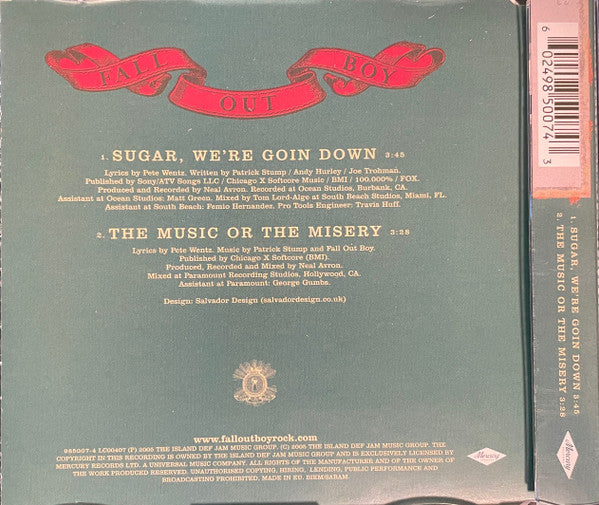 FALL OUT BOY
1. SUGAR, WE'RE GOIN DOWN 3:45
Lyrics by Pete Wentz. Written by Patrick Stump / Andy Hurley / Joe Trohman.
Published by Sony/ATV Songs LLC / Chicago X Softcore Music / BMI / 100.000% / FOX.
Produced and Recorded by Neal Avron. Recorded at Ocean Studios, Burbank, CA.
Assistant at Ocean Studios: Matt Green. Mixed by Tom Lord-Alge at South Beach Studios, Miami, FL.
Assistant at South Beach: Femio Hernandez. Pro Tools Engineer: Travis Huff.
2. THE MUSIC OR THE MISERY 3:28
Lyrics by Pete Wentz. Music by Patrick Stump and Fall Out Boy.
Published by Chicago X Softcore (BMI).
Produced, Recorded and Mixed by Neal Avron.
Mixed at Paramount Recording Studios, Hollywood, CA.
Assistant at Paramount: George Gumbs.
Design: Salvador Design (salvadordesign.co.uk)
www.falloutboyrock.com
985007-4 LC00407 (P) 2005 THE ISLAND DEF JAM MUSIC GROUP. (C) 2005 THE ISLAND DEF JAM MUSIC GROUP. THE
COPYRIGHT IN THIS RECORDING IS OWNED BY THE ISLAND DEF JAM MUSIC GROUP AND IS EXCLUSIVELY LICENSED BY
MERCURY RECORDS LTD. A UNIVERSAL MUSIC COMPANY. ALL RIGHTS OF THE MANUFACTURER AND OF THE OWNER OF
THE WORK PRODUCED RESERVED. UNAUTHORISED COPYING, HIRING, LENDING, PUBLIC PERFORMANCE AND
BROADCASTING PROHIBITED. MADE IN EU. BIEM/SABAM.
Mercury
6 02498 50074 3
1. SUGAR, WE'RE GOIN DOWN 3:45
2. THE MUSIC OR THE MISERY 3:28
Mercury